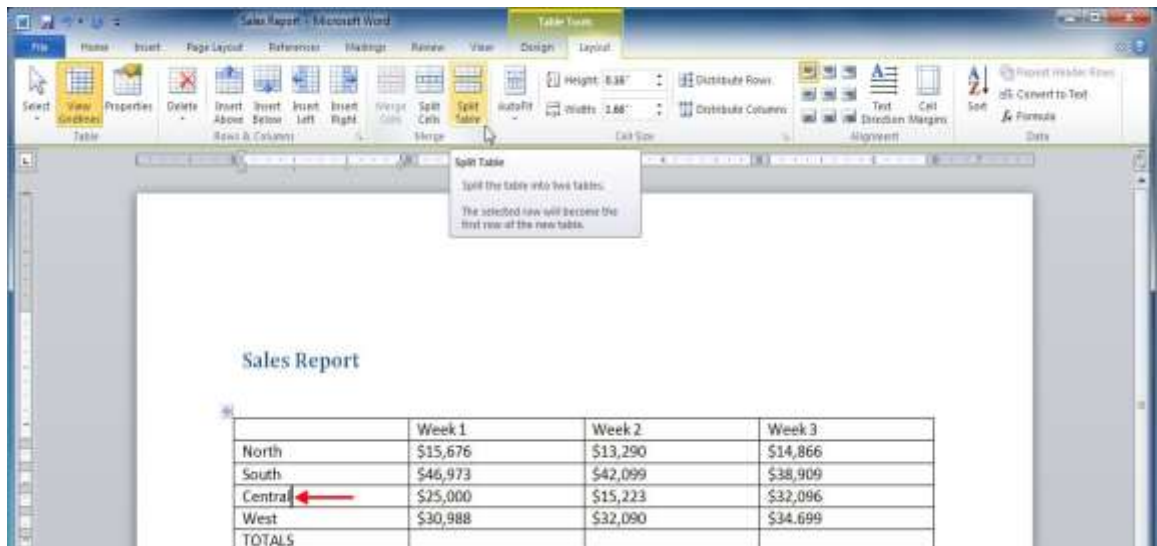 Sales Report - Microsoft Word
Table Tools
File Home Insert Page Layout References Mailings Review View Design Layout
Select View Gridlines Properties Delete Insert Above Insert Below Insert Left Insert Right Merge Cells Split Cells Split Table AutoFit
Height: 0.16"
Width: 1.66"
Distribute Rows
Distribute Columns
Text Direction Cell Margins
Sort
Repeat Header Rows
Convert to Text
Formula
Table Rows & Columns Merge Cell Size Alignment Data
Split Table
Split the table into two tables.
The selected row will become the
first row of the new table.
Sales Report
Week 1 Week 2 Week 3
North $15,676 $13,290 $14,866
South $46,973 $42,099 $38,909
Central $25,000 $15,223 $32,096
West $30,988 $32,090 $34.699
TOTALS